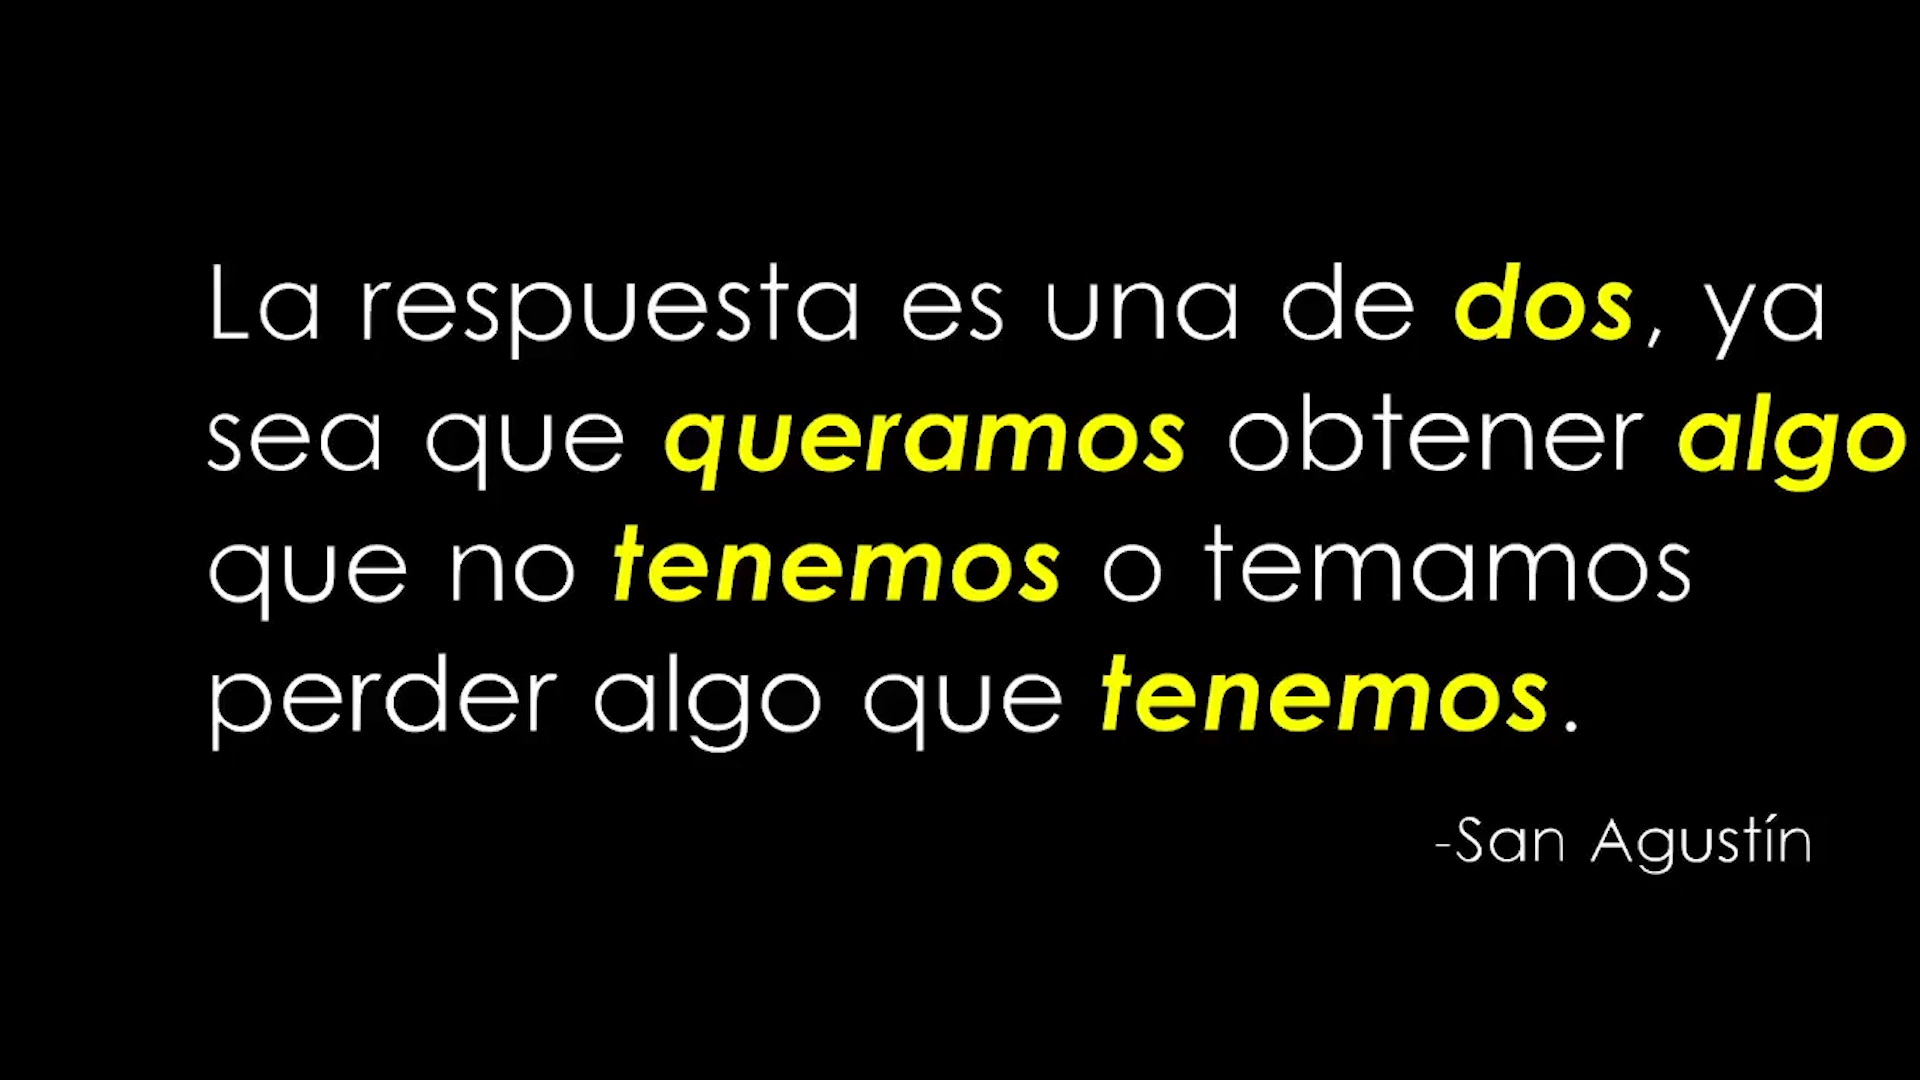 La respuesta es una de dos, ya
sea que queramos obtener algo
que no tenemos o temamos
perder algo que tenemos.
-San Agustín